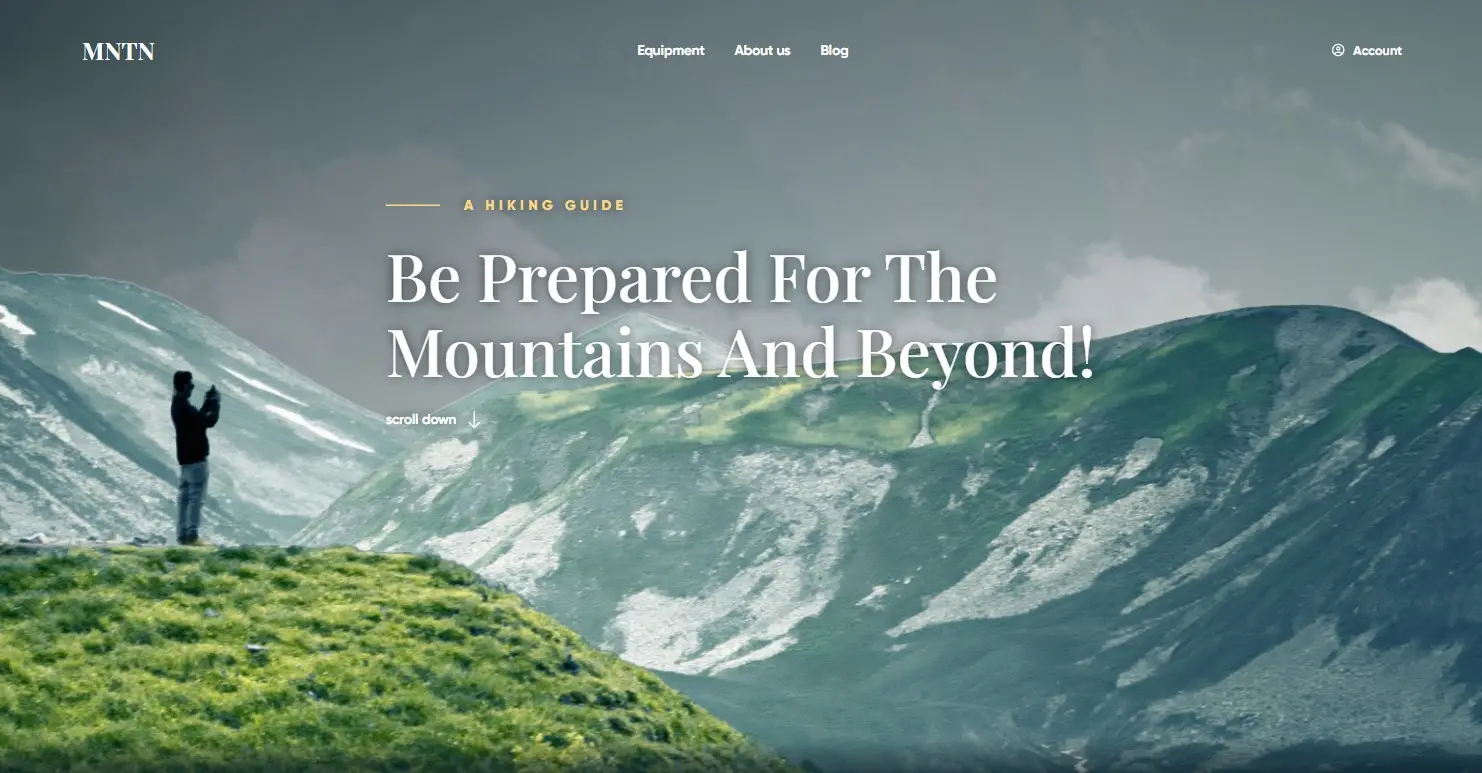 MNTN
Equipment About us Blog
Account
A HIKING GUIDE
Be Prepared For The
Mountains And Beyond!
scroll down